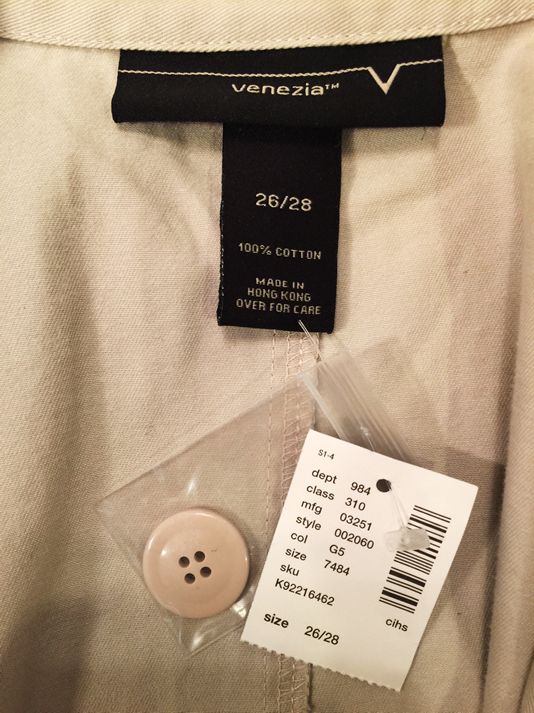 venezia™
26/28
100% COTTON
MADE IN
HONG KONG
OVER FOR CARE
S1-4
dept 984
class 310
mfg 03251
style 002060
col G5
size 7484
sku
K92216462
cihs
size 26/28